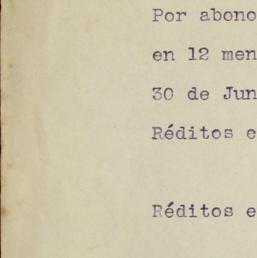 Por abono
en 12 men
30 de Jun
Réditos e
Réditos e